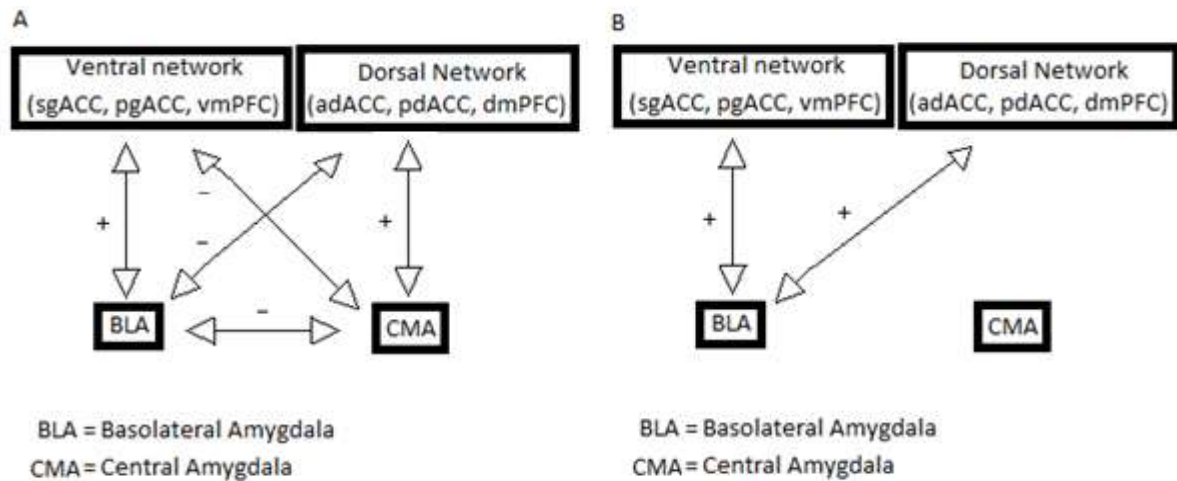 A
Ventral network
(sgACC, pgACC, vmPFC)
Dorsal Network
(adACC, pdACC, dmPFC)
+
–
–
+
BLA
–
CMA
BLA = Basolateral Amygdala
CMA = Central Amygdala
B
Ventral network
(sgACC, pgACC, vmPFC)
Dorsal Network
(adACC, pdACC, dmPFC)
+
+
BLA
CMA
BLA = Basolateral Amygdala
CMA = Central Amygdala